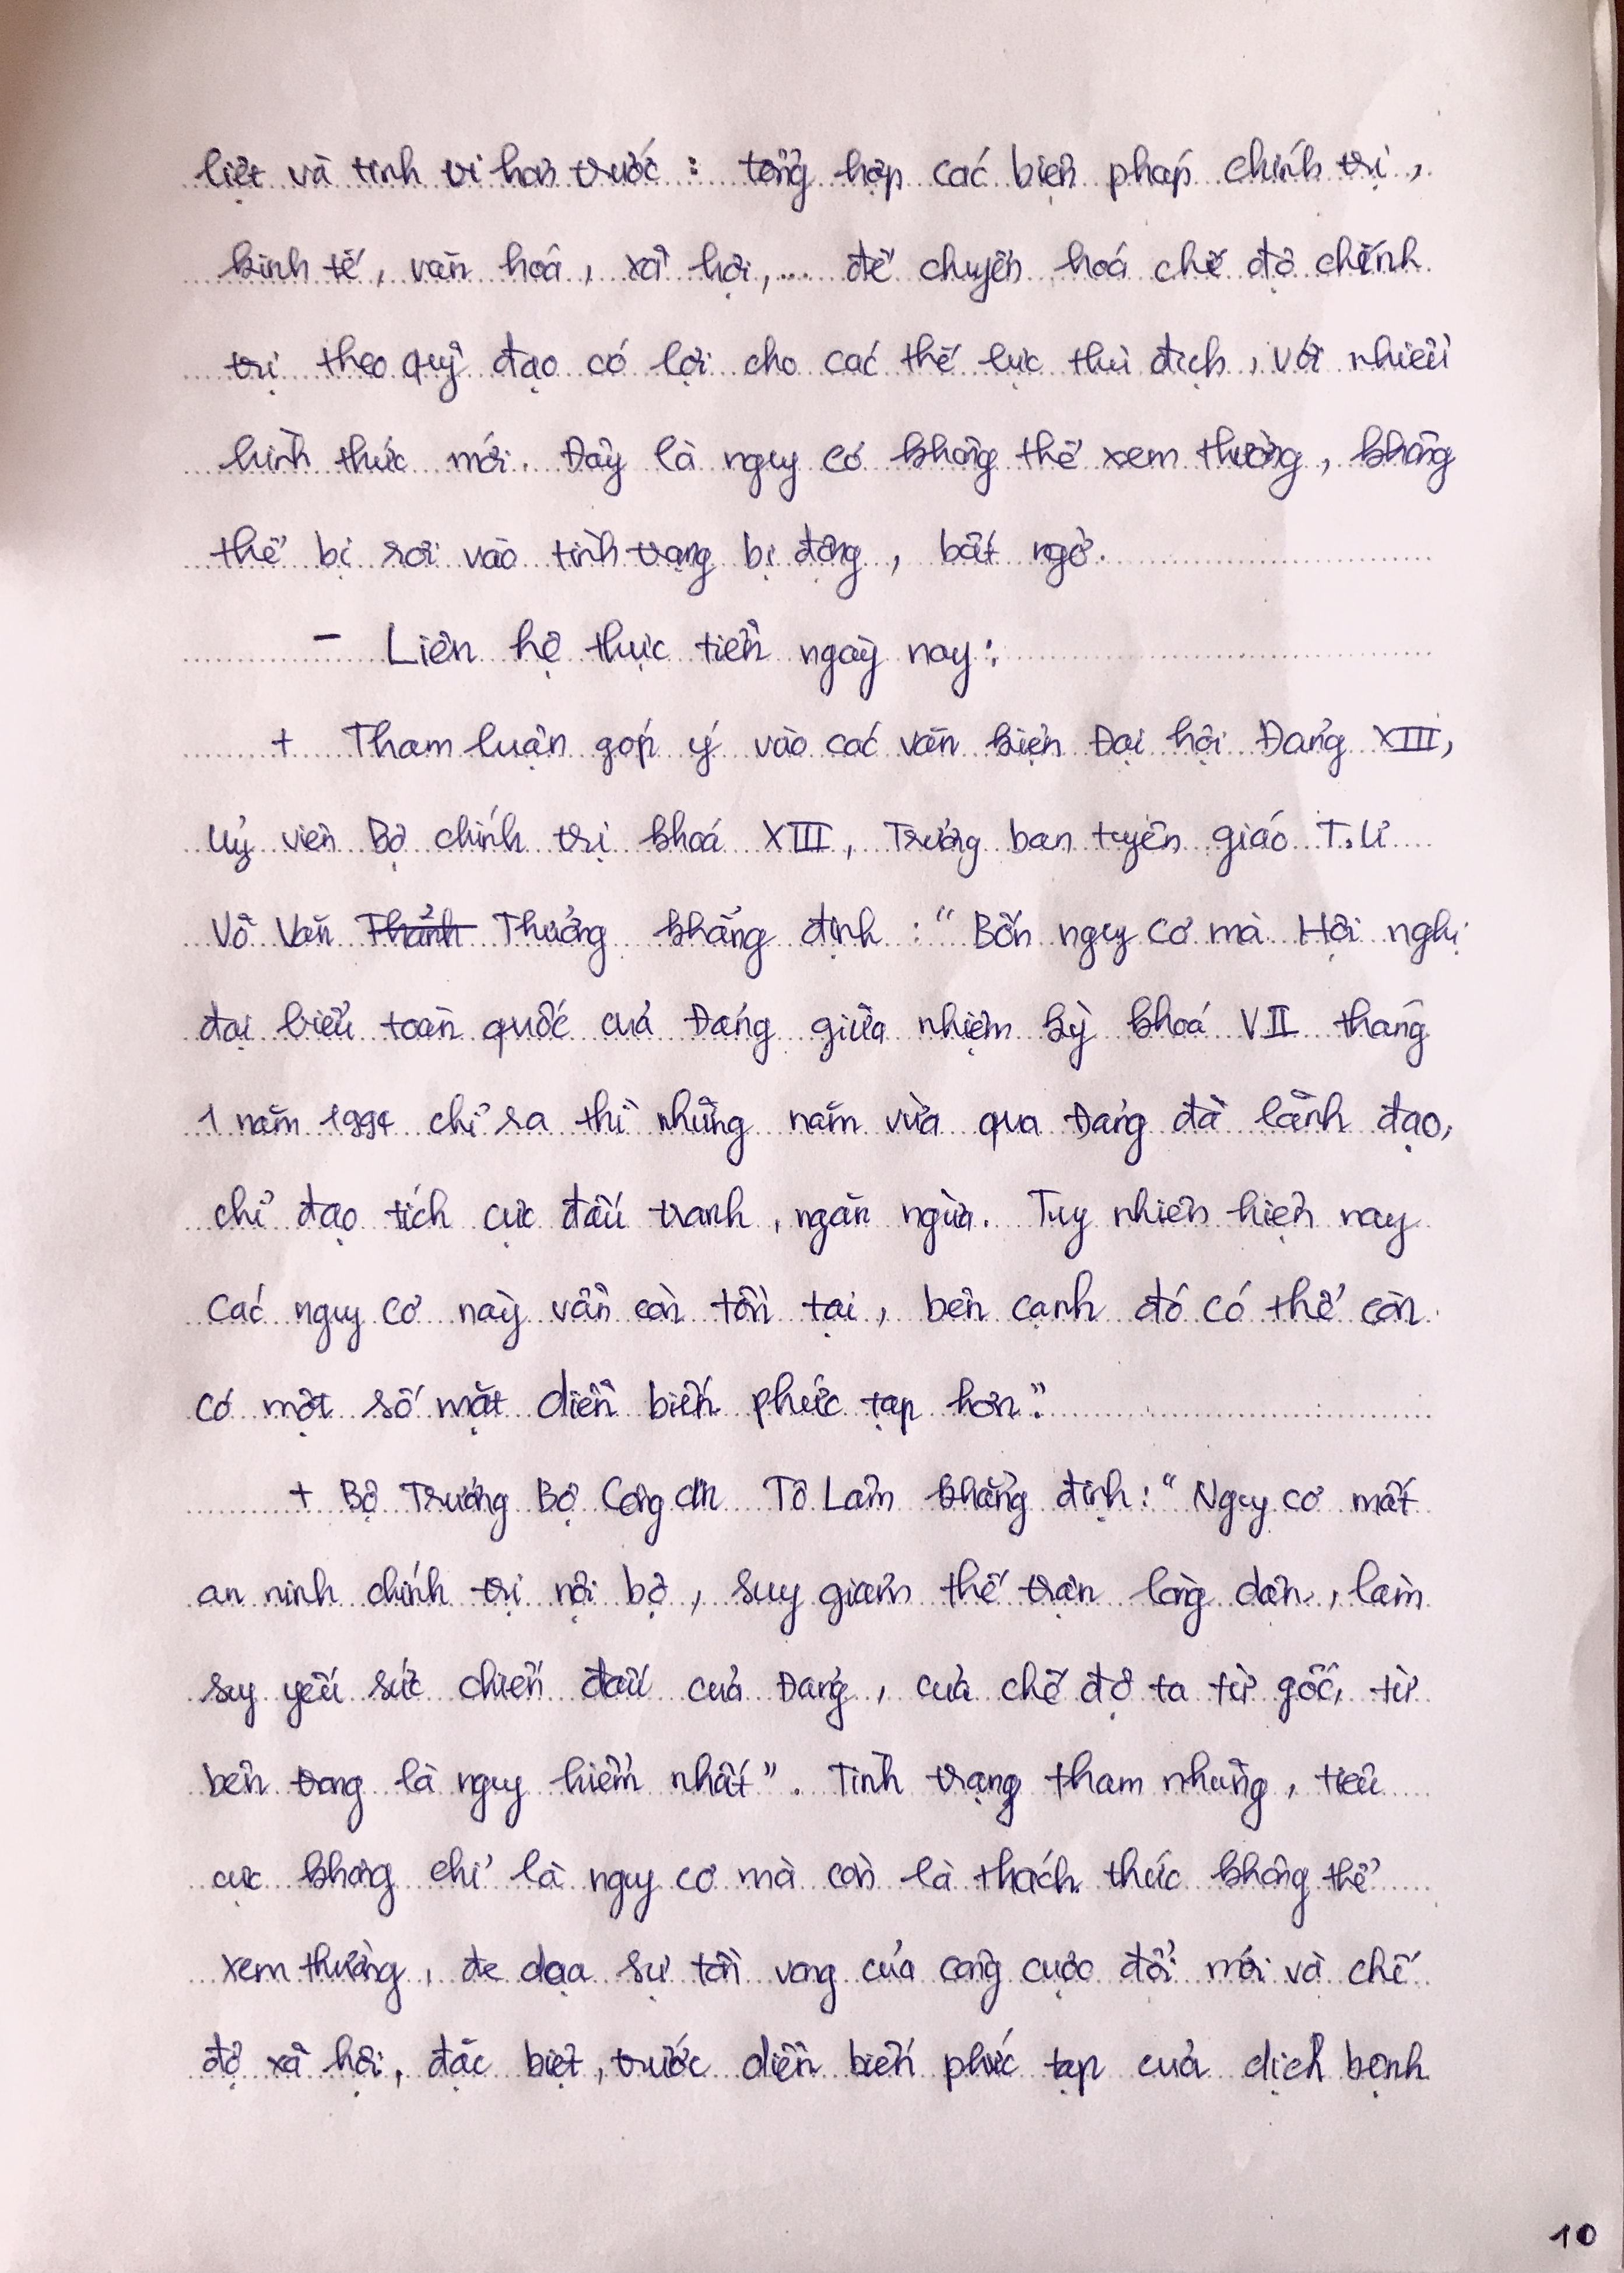 liệt và tinh vi hơn trước : tổng hợp các biện pháp chính trị,
kinh tế, văn hoá, xã hội,... để chuyển hoá chế độ chính
trị theo quỹ đạo có lợi cho các thế lực thù địch, với nhiều
hình thức mới. Đây là nguy cơ không thể xem thường, không
thể bị rơi vào tình trạng bị động, bất ngờ.
- Liên hệ thực tiễn ngày nay:
+ Tham luận góp ý vào các văn kiện Đại hội Đảng XIII,
Uỷ viên Bộ chính trị khoá XIII, Trưởng ban tuyên giáo T.Ư
Võ Văn ~~Thảnh~~ Thưởng khẳng định : "Bốn nguy cơ mà Hội nghị
đại biểu toàn quốc của Đảng giữa nhiệm kỳ khoá VII tháng
1 năm 1994 chỉ ra thì những năm vừa qua Đảng đã lãnh đạo,
chỉ đạo tích cực đấu tranh, ngăn ngừa. Tuy nhiên hiện nay
các nguy cơ này vẫn còn tồn tại, bên cạnh đó có thể còn
có một số mặt diễn biến phức tạp hơn".
+ Bộ Trưởng Bộ Công an Tô Lâm khẳng định: "Nguy cơ mất
an ninh chính trị nội bộ, suy giảm thế trận lòng dân, làm
suy yếu sức chiến đấu của Đảng, của chế độ ta từ gốc, từ
bên trong là nguy hiểm nhất". Tình trạng tham nhũng, tiêu
cực không chỉ là nguy cơ mà còn là thách thức không thể
xem thường, đe dọa sự tồn vong của công cuộc đổi mới và chế
độ xã hội, đặc biệt, trước diễn biến phức tạp của dịch bệnh
10